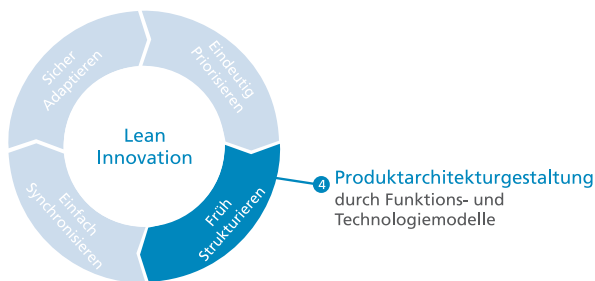 Sicher
Adaptieren
Eindeutig
Priorisieren
Lean
Innovation
Einfach
Synchronisieren
Früh
Strukturieren
4 Produktarchitekturgestaltung
durch Funktions- und
Technologiemodelle